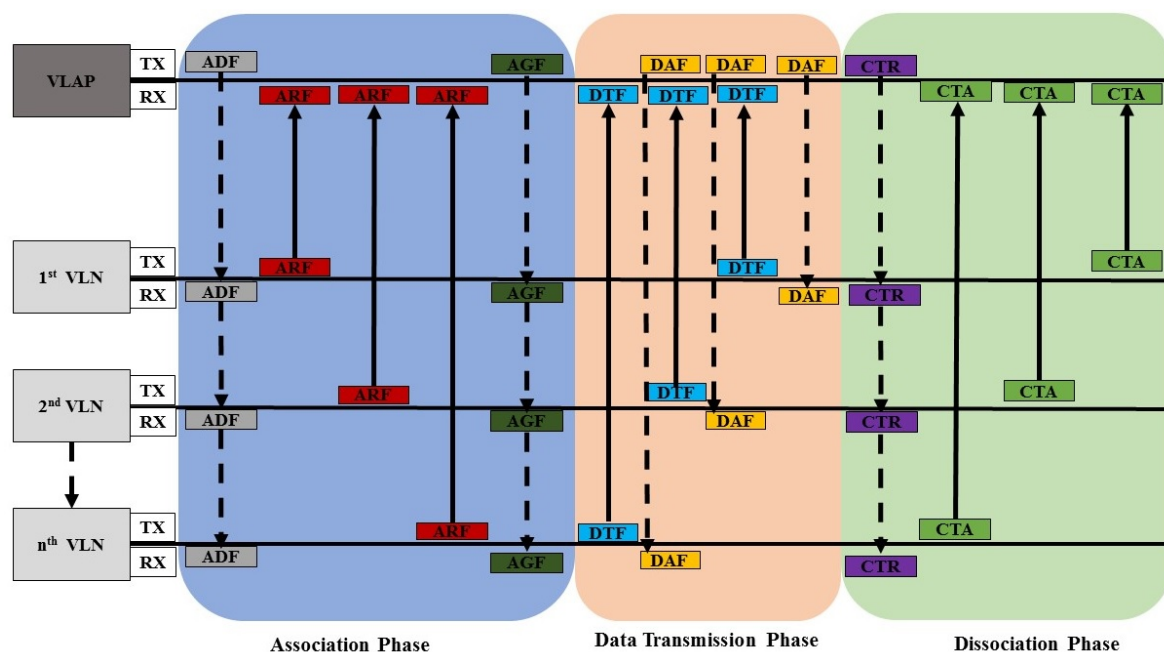 TX
ADF
AGF
DAF
DAF
DAF
CTR
VLAP
RX
ARF
ARF
ARF
DTF
DTF
DTF
CTA
CTA
CTA
TX
ARF
DTF
CTA
1st VLN
RX
ADF
AGF
DAF
CTR
TX
ARF
DTF
CTA
2nd VLN
RX
ADF
AGF
DAF
CTR
TX
ARF
DTF
CTA
nth VLN
RX
ADF
AGF
DAF
CTR
Association Phase
Data Transmission Phase
Dissociation Phase